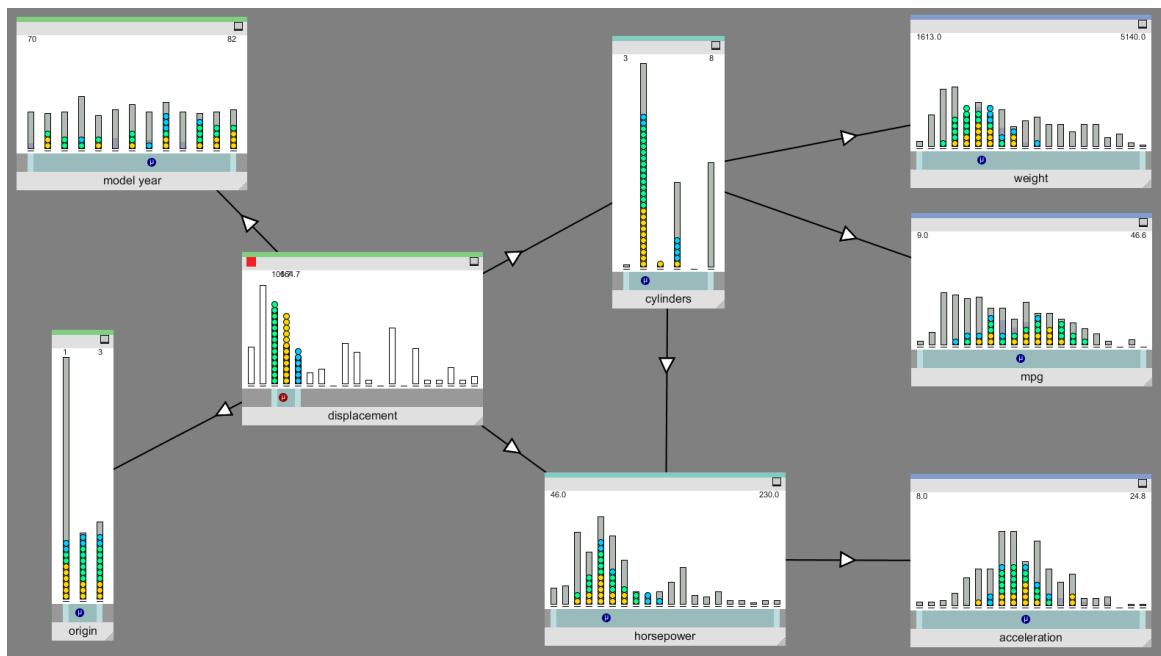 70 82
μ
model year
3 8
μ
cylinders
1613.0 5140.0
μ
weight
9.0 46.6
μ
mpg
μ
displacement
1 3
μ
origin
46.0 230.0
μ
horsepower
8.0 24.8
μ
acceleration